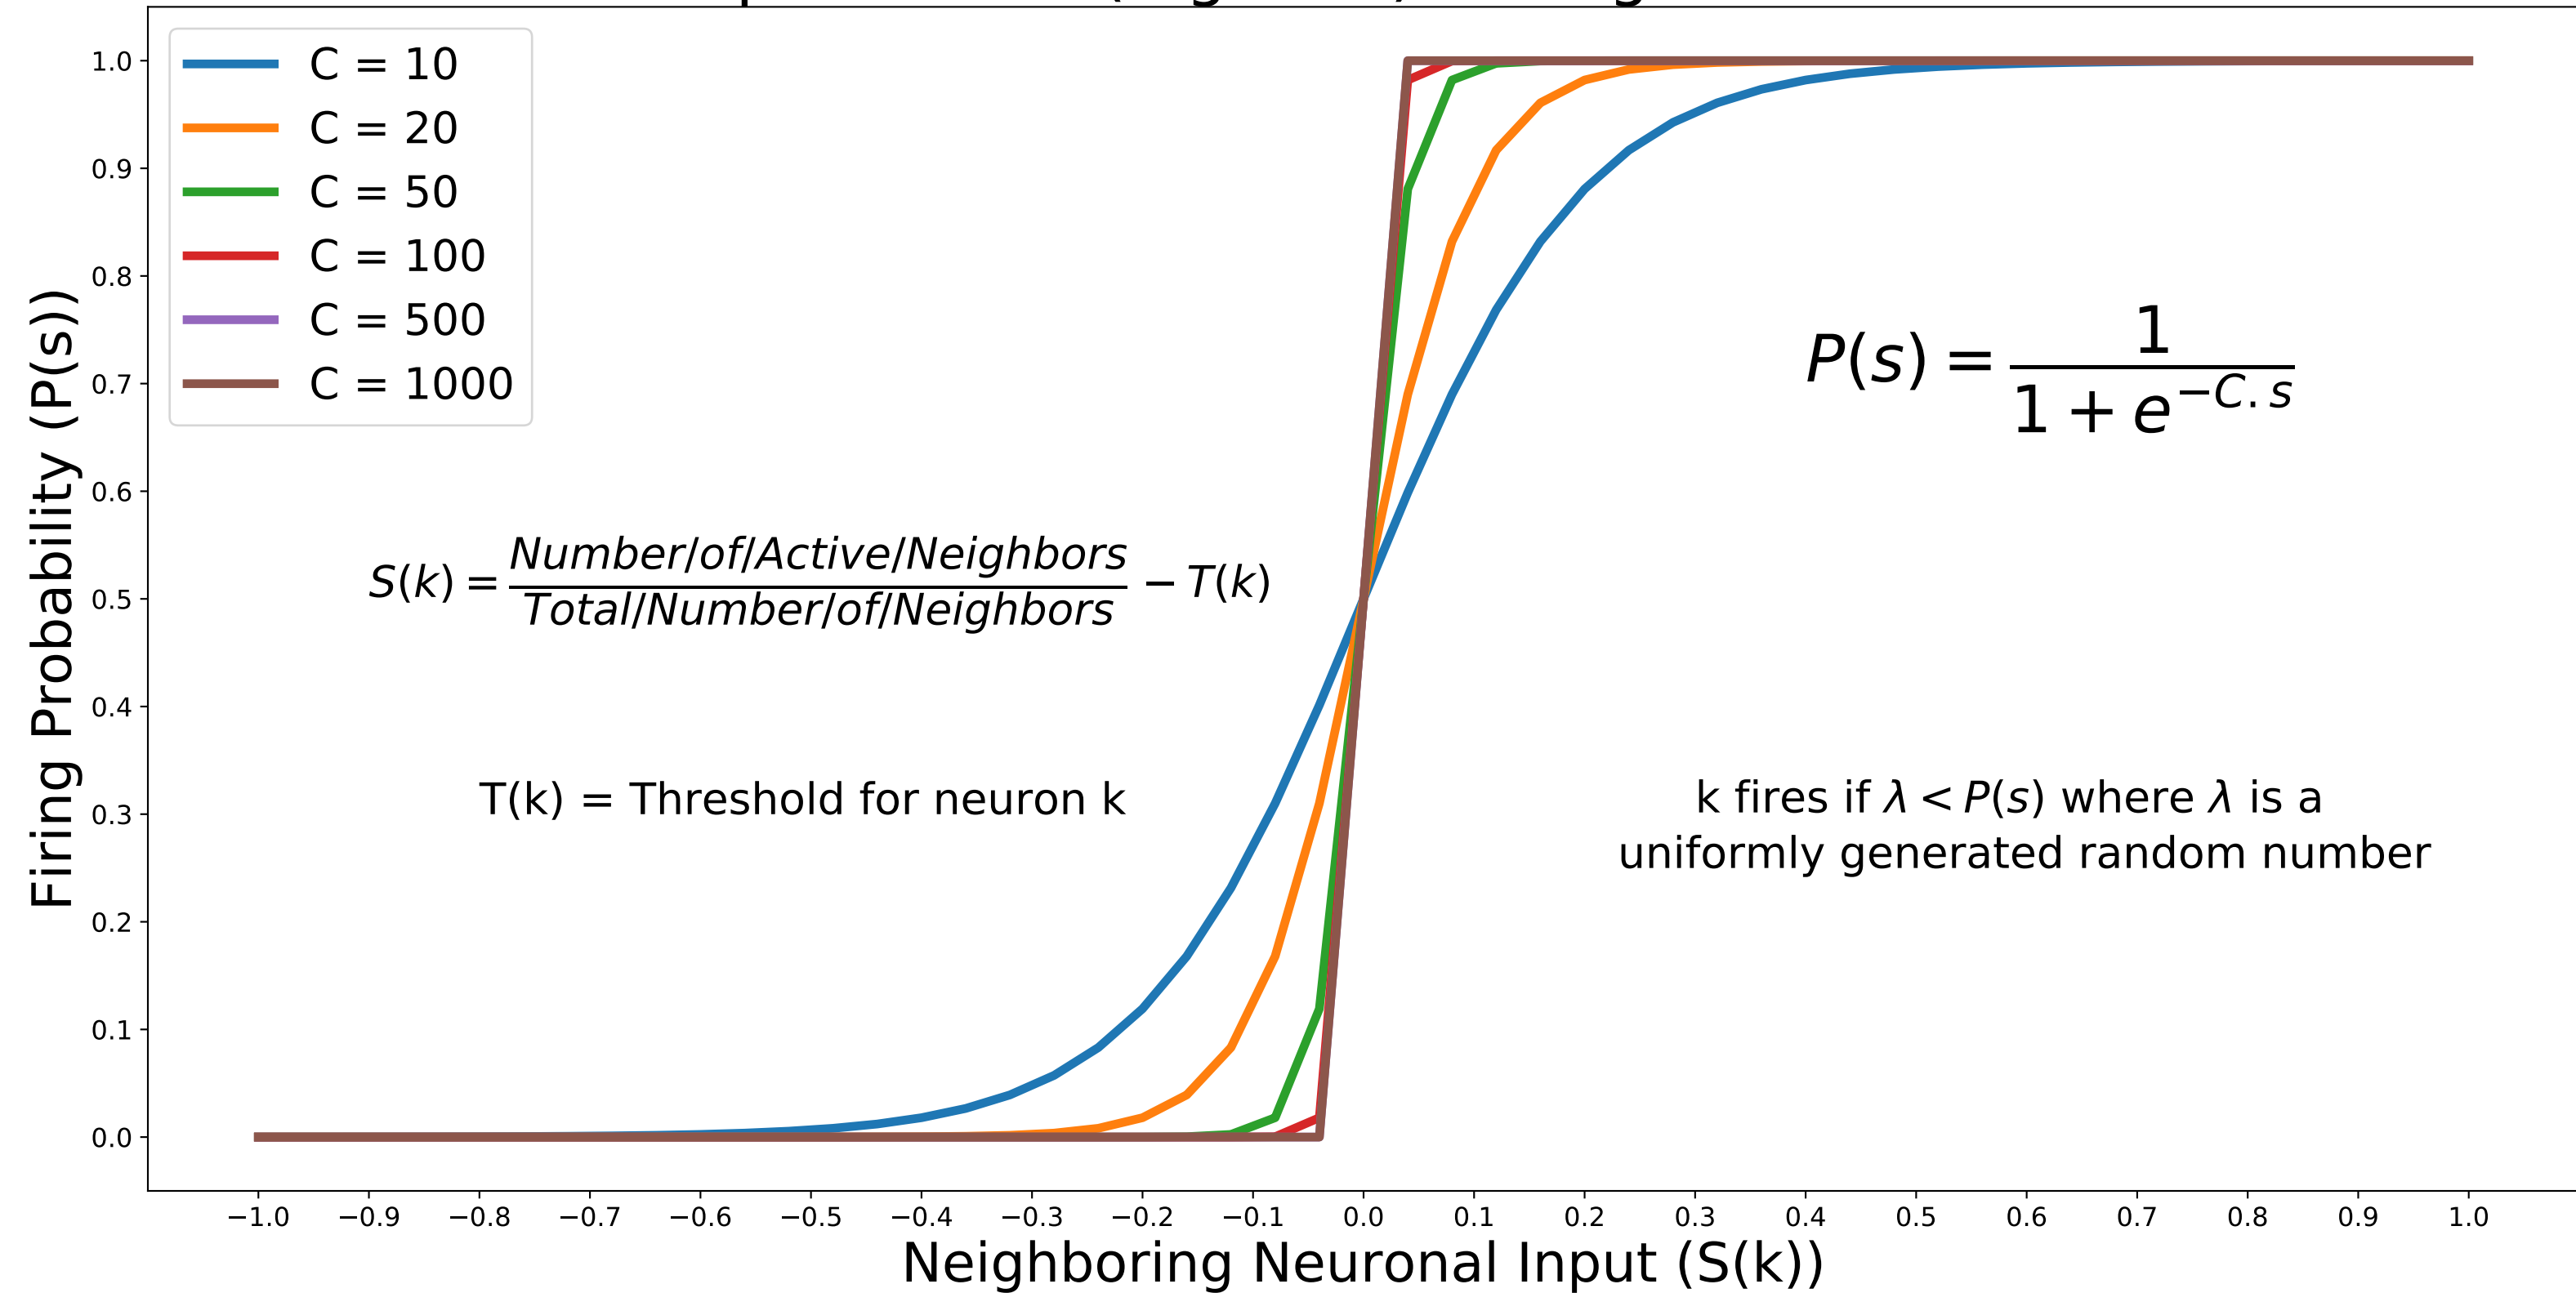 C = 10
C = 20
C = 50
C = 100
C = 500
C = 1000
1.0
0.9
0.8
0.7
0.6
0.5
0.4
0.3
0.2
0.1
0.0
Firing Probability (P(s))
P(s) = 1 / (1 + e^{−C.s})
S(k) = Number/of/Active/Neighbors / Total/Number/of/Neighbors − T(k)
T(k) = Threshold for neuron k
k fires if λ < P(s) where λ is a
uniformly generated random number
−1.0 −0.9 −0.8 −0.7 −0.6 −0.5 −0.4 −0.3 −0.2 −0.1 0.0 0.1 0.2 0.3 0.4 0.5 0.6 0.7 0.8 0.9 1.0
Neighboring Neuronal Input (S(k))